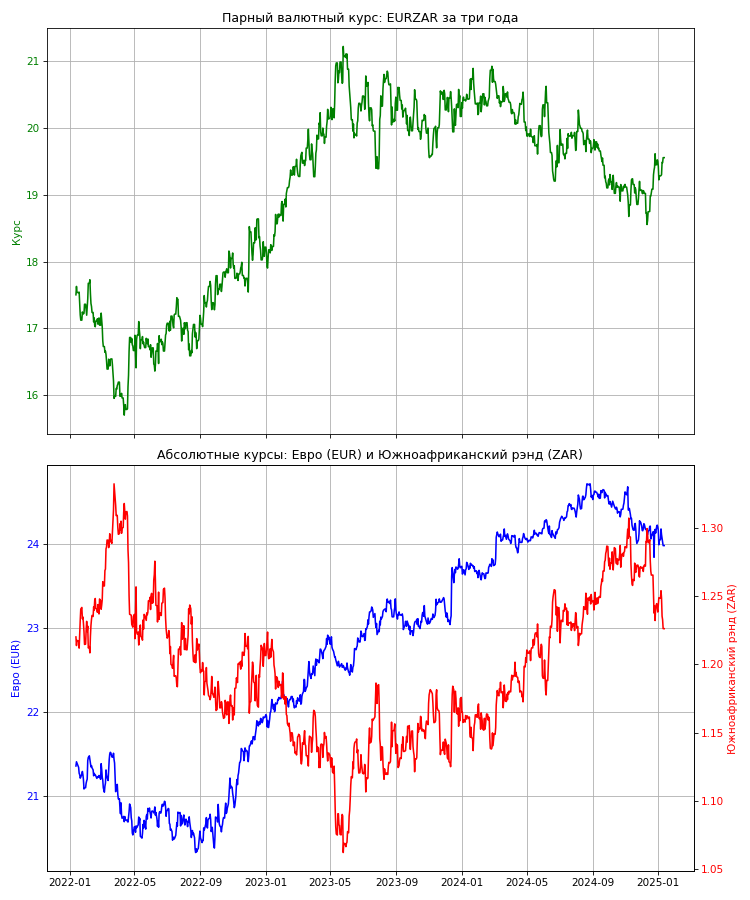 Парный валютный курс: EURZAR за три года
21
20
19
18
17
16
Курс
Абсолютные курсы: Евро (EUR) и Южноафриканский рэнд (ZAR)
24
23
22
21
Евро (EUR)
1.30
1.25
1.20
1.15
1.10
1.05
Южноафриканский рэнд (ZAR)
2022-01 2022-05 2022-09 2023-01 2023-05 2023-09 2024-01 2024-05 2024-09 2025-01